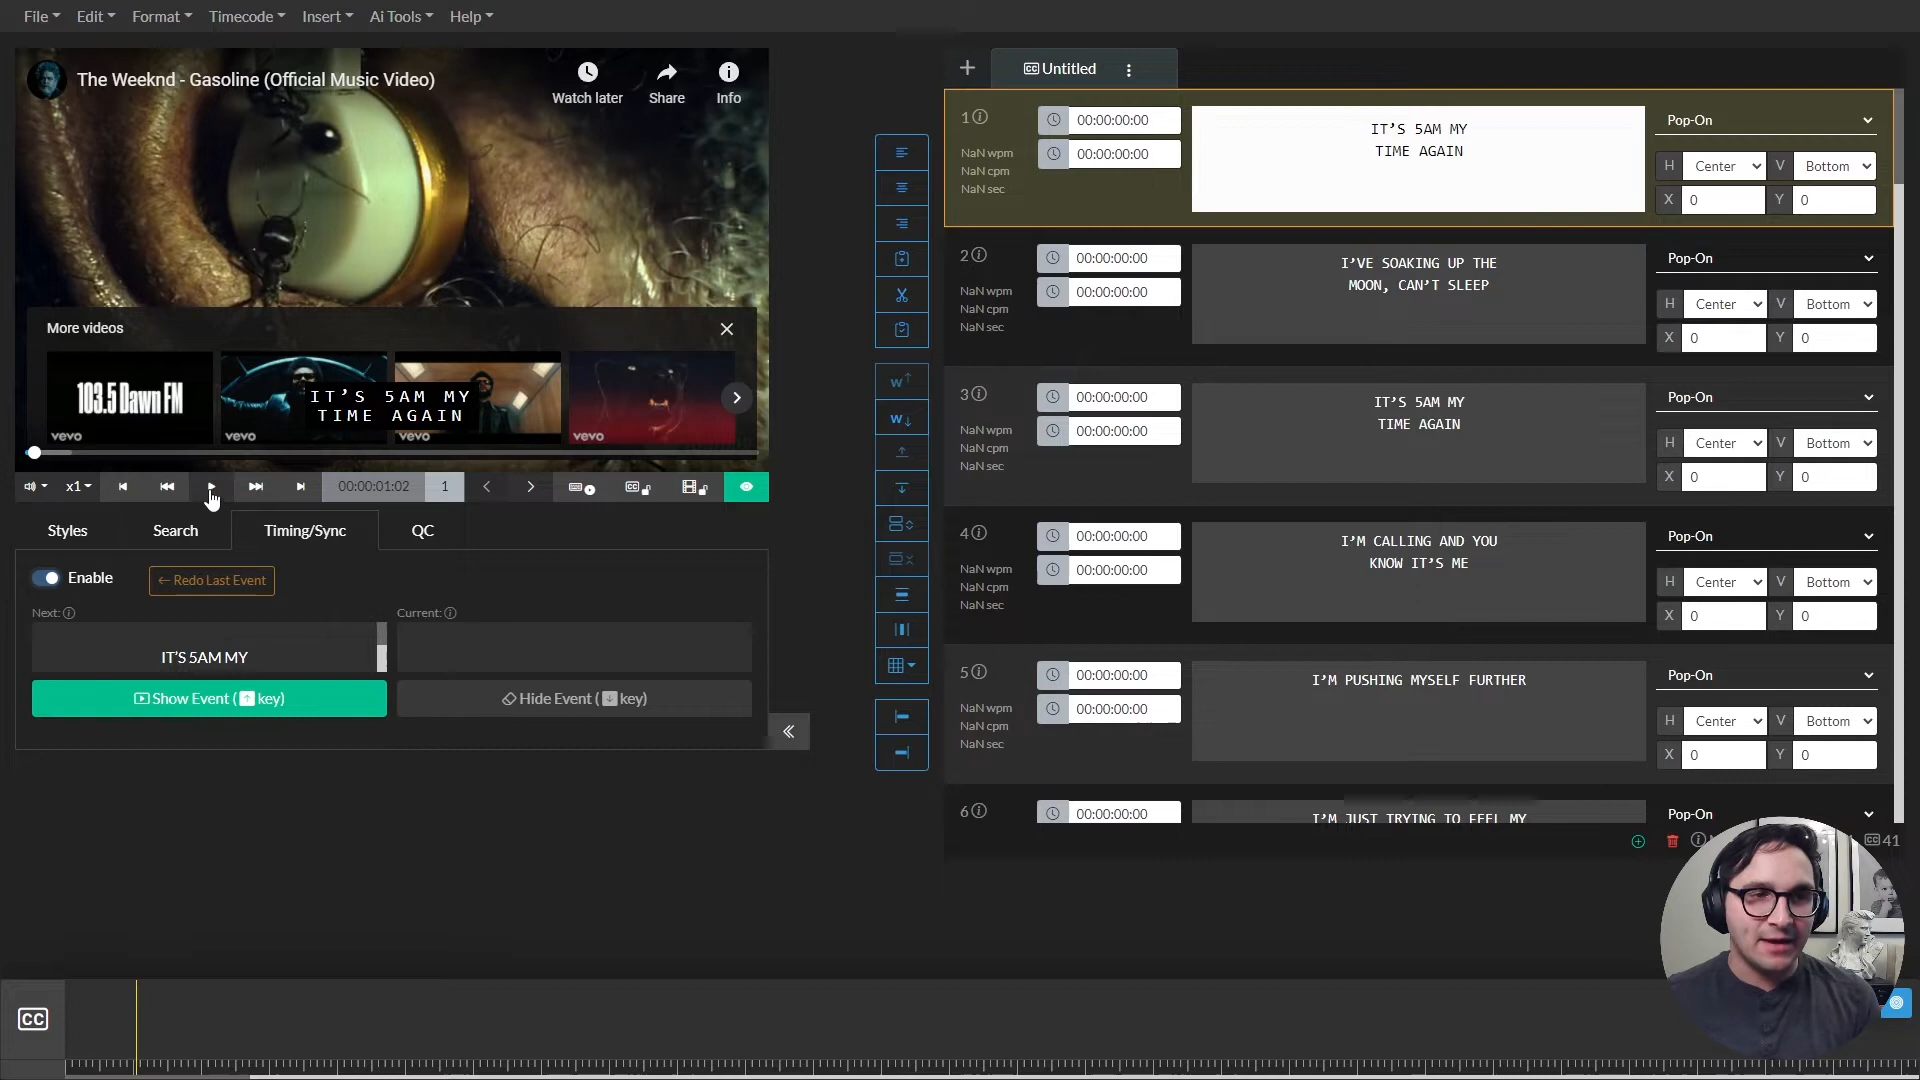 File Edit Format Timecode Insert Ai Tools Help
The Weeknd - Gasoline (Official Music Video)
Watch later Share Info
More videos
103.5 Dawn FM
vevo vevo vevo vevo
IT’S 5AM MY
TIME AGAIN
x1 00:00:01:02 1
Styles Search Timing/Sync QC
Enable ← Redo Last Event
Next: Current:
IT'S 5AM MY
Show Event ( key) Hide Event ( key)
W
W
CC Untitled
1 00:00:00:00 IT’S 5AM MY Pop-On
NaN wpm 00:00:00:00 TIME AGAIN H Center V Bottom
NaN cpm
NaN sec X 0 Y 0
2 00:00:00:00 I’VE SOAKING UP THE Pop-On
NaN wpm 00:00:00:00 MOON, CAN’T SLEEP H Center V Bottom
NaN cpm
NaN sec X 0 Y 0
3 00:00:00:00 IT’S 5AM MY Pop-On
NaN wpm 00:00:00:00 TIME AGAIN H Center V Bottom
NaN cpm
NaN sec X 0 Y 0
4 00:00:00:00 I’M CALLING AND YOU Pop-On
NaN wpm 00:00:00:00 KNOW IT’S ME H Center V Bottom
NaN cpm
NaN sec X 0 Y 0
5 00:00:00:00 I’M PUSHING MYSELF FURTHER Pop-On
NaN wpm 00:00:00:00 H Center V Bottom
NaN cpm
NaN sec X 0 Y 0
6 00:00:00:00 I’M JUST TRYING TO FEEL MY Pop-On
CC 41
CC